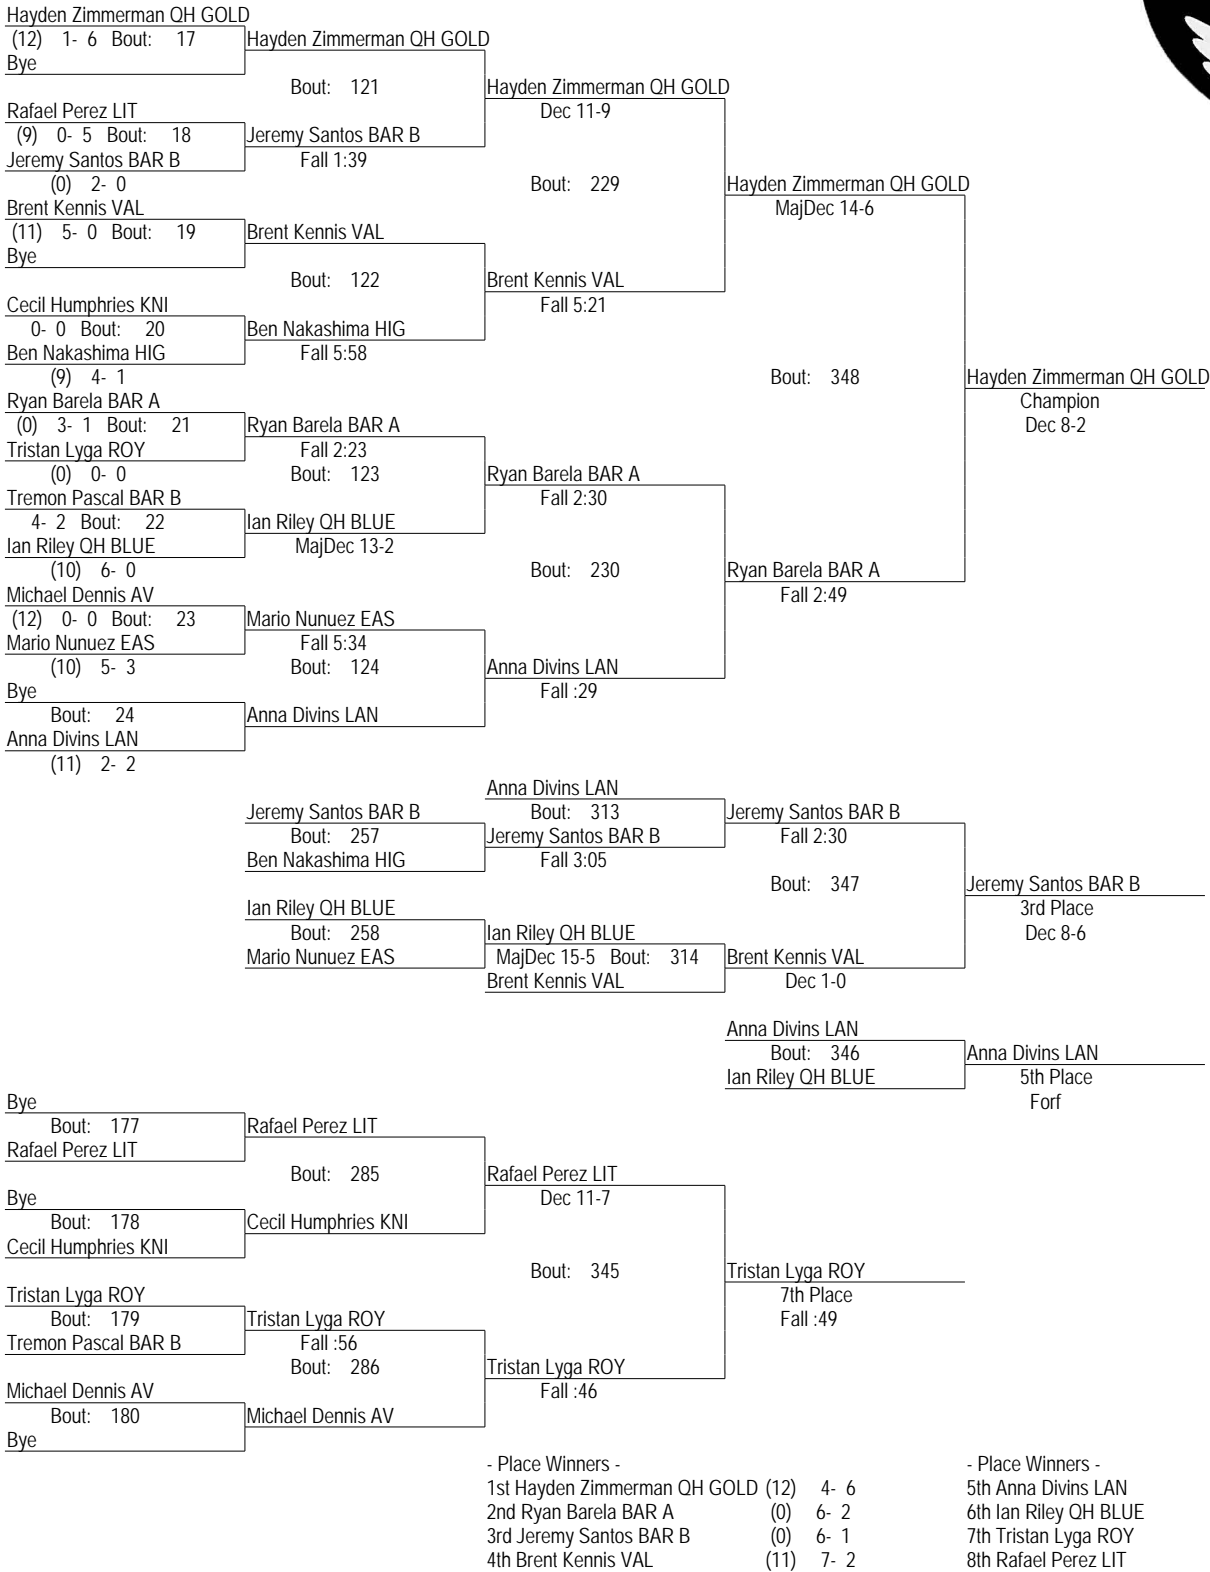 Hayden Zimmerman QH GOLD
(12) 1- 6 Bout: 17 Hayden Zimmerman QH GOLD
Bye
Bout: 121 Hayden Zimmerman QH GOLD
Rafael Perez LIT Dec 11-9
(9) 0- 5 Bout: 18 Jeremy Santos BAR B
Jeremy Santos BAR B Fall 1:39
(0) 2- 0 Bout: 229 Hayden Zimmerman QH GOLD
Brent Kennis VAL MajDec 14-6
(11) 5- 0 Bout: 19 Brent Kennis VAL
Bye
Bout: 122 Brent Kennis VAL
Cecil Humphries KNI Fall 5:21
0- 0 Bout: 20 Ben Nakashima HIG
Ben Nakashima HIG Fall 5:58
(9) 4- 1 Bout: 348 Hayden Zimmerman QH GOLD
Ryan Barela BAR A Champion
(0) 3- 1 Bout: 21 Ryan Barela BAR A Dec 8-2
Tristan Lyga ROY Fall 2:23
(0) 0- 0 Bout: 123 Ryan Barela BAR A
Tremon Pascal BAR B Fall 2:30
4- 2 Bout: 22 Ian Riley QH BLUE
Ian Riley QH BLUE MajDec 13-2
(10) 6- 0 Bout: 230 Ryan Barela BAR A
Michael Dennis AV Fall 2:49
(12) 0- 0 Bout: 23 Mario Nunuez EAS
Mario Nunuez EAS Fall 5:34
(10) 5- 3 Bout: 124 Anna Divins LAN
Bye Fall :29
Bout: 24 Anna Divins LAN
Anna Divins LAN
(11) 2- 2
Anna Divins LAN
Jeremy Santos BAR B Bout: 313 Jeremy Santos BAR B
Bout: 257 Jeremy Santos BAR B Fall 2:30
Ben Nakashima HIG Fall 3:05
Bout: 347 Jeremy Santos BAR B
Ian Riley QH BLUE 3rd Place
Bout: 258 Ian Riley QH BLUE Dec 8-6
Mario Nunuez EAS MajDec 15-5 Bout: 314 Brent Kennis VAL
Brent Kennis VAL Dec 1-0
Anna Divins LAN
Bout: 346 Anna Divins LAN
Ian Riley QH BLUE 5th Place
Bye Forf
Bout: 177 Rafael Perez LIT
Rafael Perez LIT
Bout: 285 Rafael Perez LIT
Bye Dec 11-7
Bout: 178 Cecil Humphries KNI
Cecil Humphries KNI
Bout: 345 Tristan Lyga ROY
Tristan Lyga ROY 7th Place
Bout: 179 Tristan Lyga ROY Fall :49
Tremon Pascal BAR B Fall :56
Bout: 286 Tristan Lyga ROY
Michael Dennis AV Fall :46
Bout: 180 Michael Dennis AV
Bye
- Place Winners - - Place Winners -
1st Hayden Zimmerman QH GOLD (12) 4- 6 5th Anna Divins LAN
2nd Ryan Barela BAR A (0) 6- 2 6th Ian Riley QH BLUE
3rd Jeremy Santos BAR B (0) 6- 1 7th Tristan Lyga ROY
4th Brent Kennis VAL (11) 7- 2 8th Rafael Perez LIT